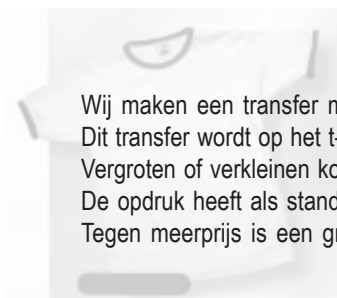 Wij maken een transfer
Dit transfer wordt op het t-
Vergroten of verkleinen
De opdruk heeft als
Tegen meerprijs is een